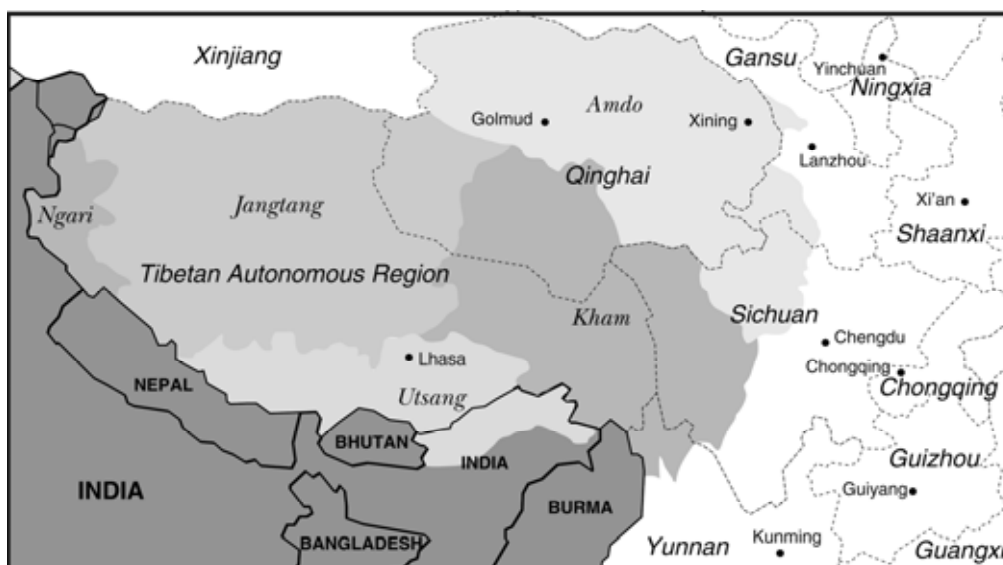 Xinjiang
Gansu
Yinchuan
Ningxia
Golmud
Amdo
Xining
Lanzhou
Qinghai
Ngari
Jangtang
Xi'an
Shaanxi
Tibetan Autonomous Region
Kham
Sichuan
Chengdu
Lhasa
Chongqing
Chongqing
NEPAL
Utsang
BHUTAN
INDIA
Guizhou
INDIA
Guiyang
BURMA
BANGLADESH
Yunnan
Kunming
Guangxi